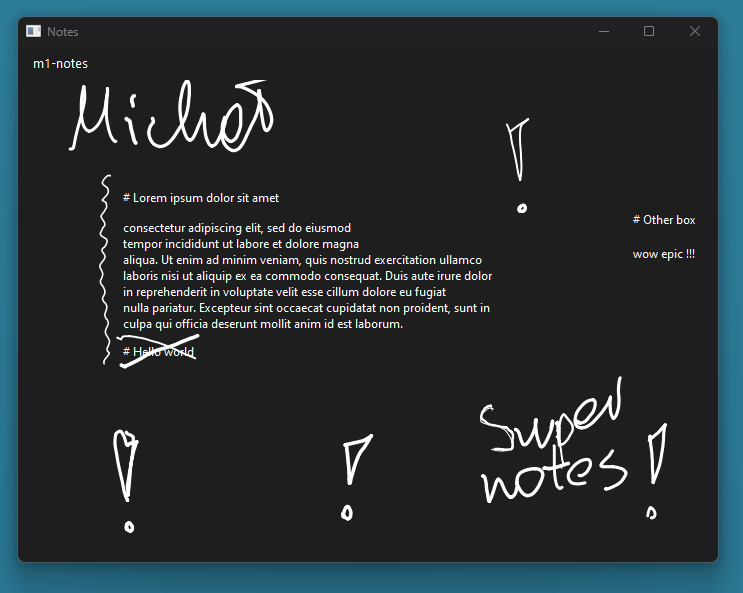 Notes
m1-notes
Michał
!
# Lorem ipsum dolor sit amet
consectetur adipiscing elit, sed do eiusmod
tempor incididunt ut labore et dolore magna
aliqua. Ut enim ad minim veniam, quis nostrud exercitation ullamco
laboris nisi ut aliquip ex ea commodo consequat. Duis aute irure dolor
in reprehenderit in voluptate velit esse cillum dolore eu fugiat
nulla pariatur. Excepteur sint occaecat cupidatat non proident, sunt in
culpa qui officia deserunt mollit anim id est laborum.
# Hello world
# Other box
wow epic !!!
!
!
Super
notes !